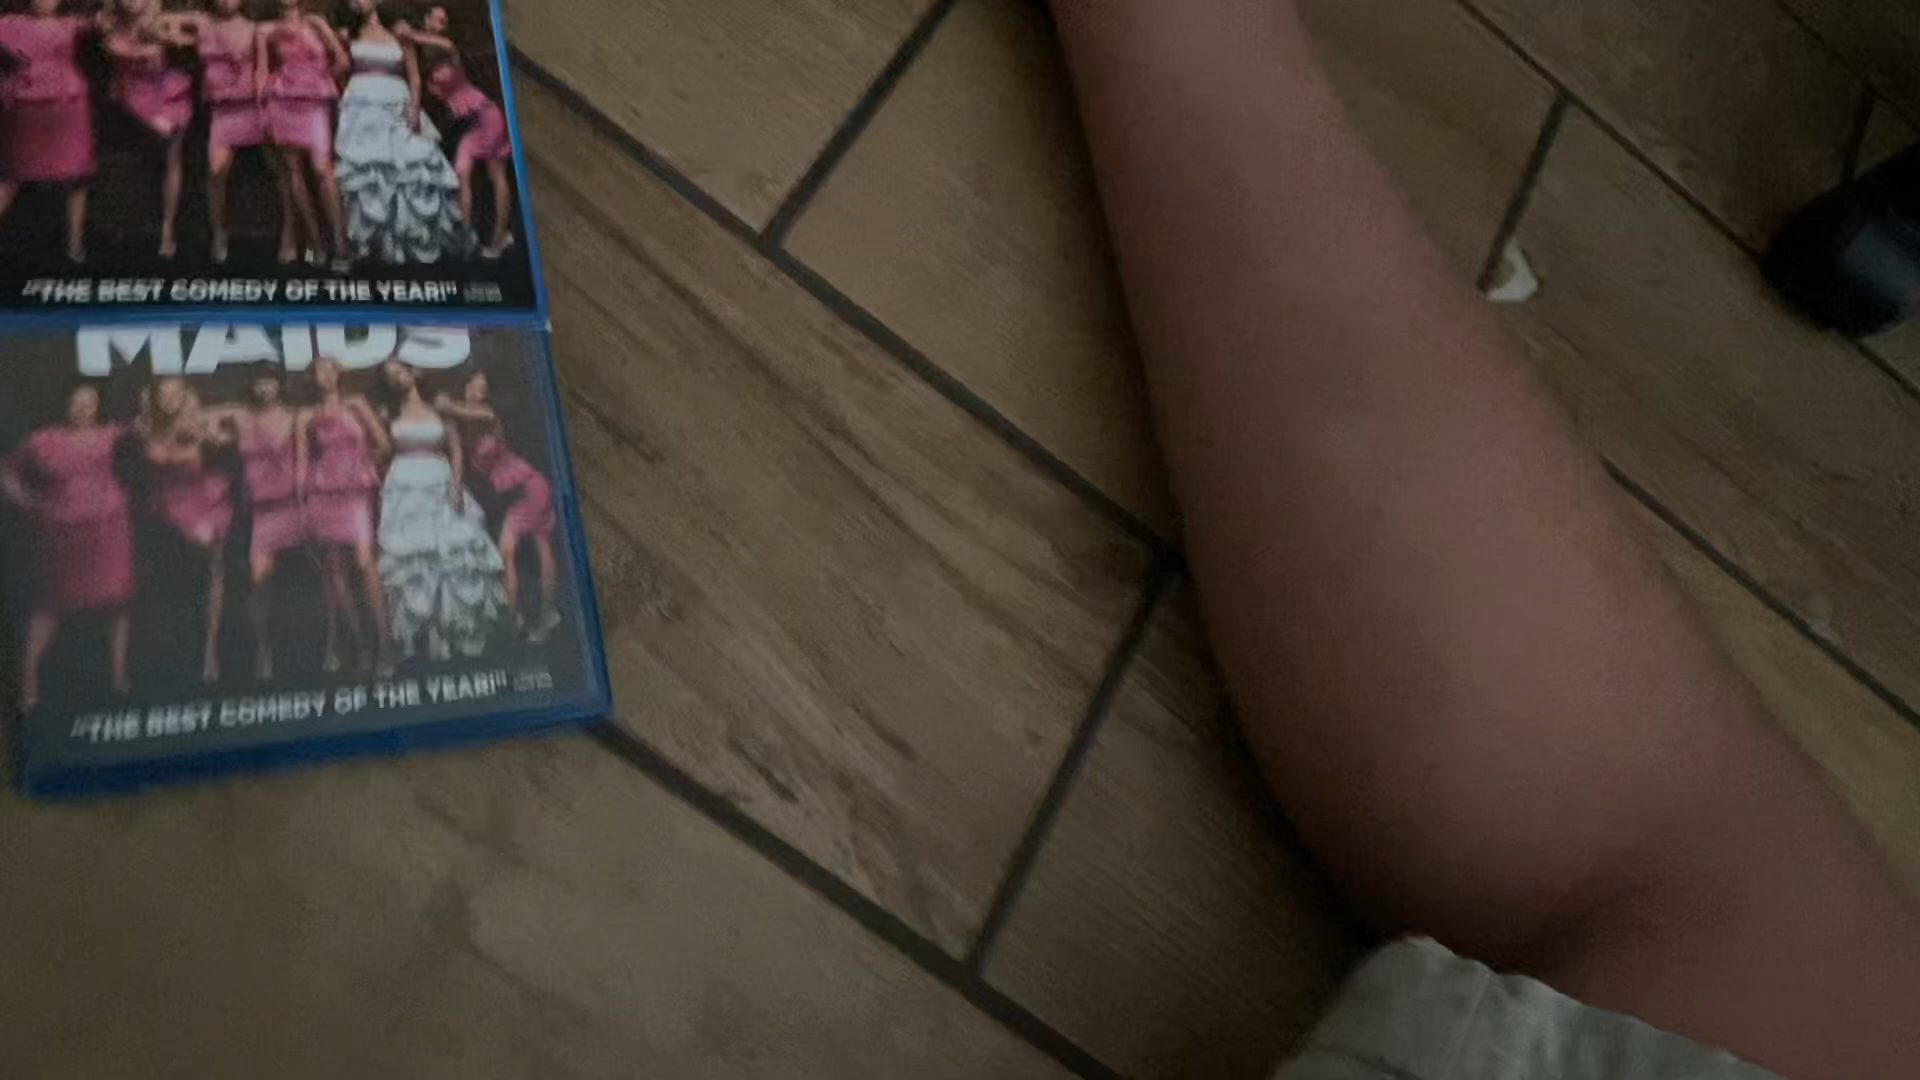 "THE BEST COMEDY OF THE YEAR!"
MAIDS
"THE BEST COMEDY OF THE YEAR!"